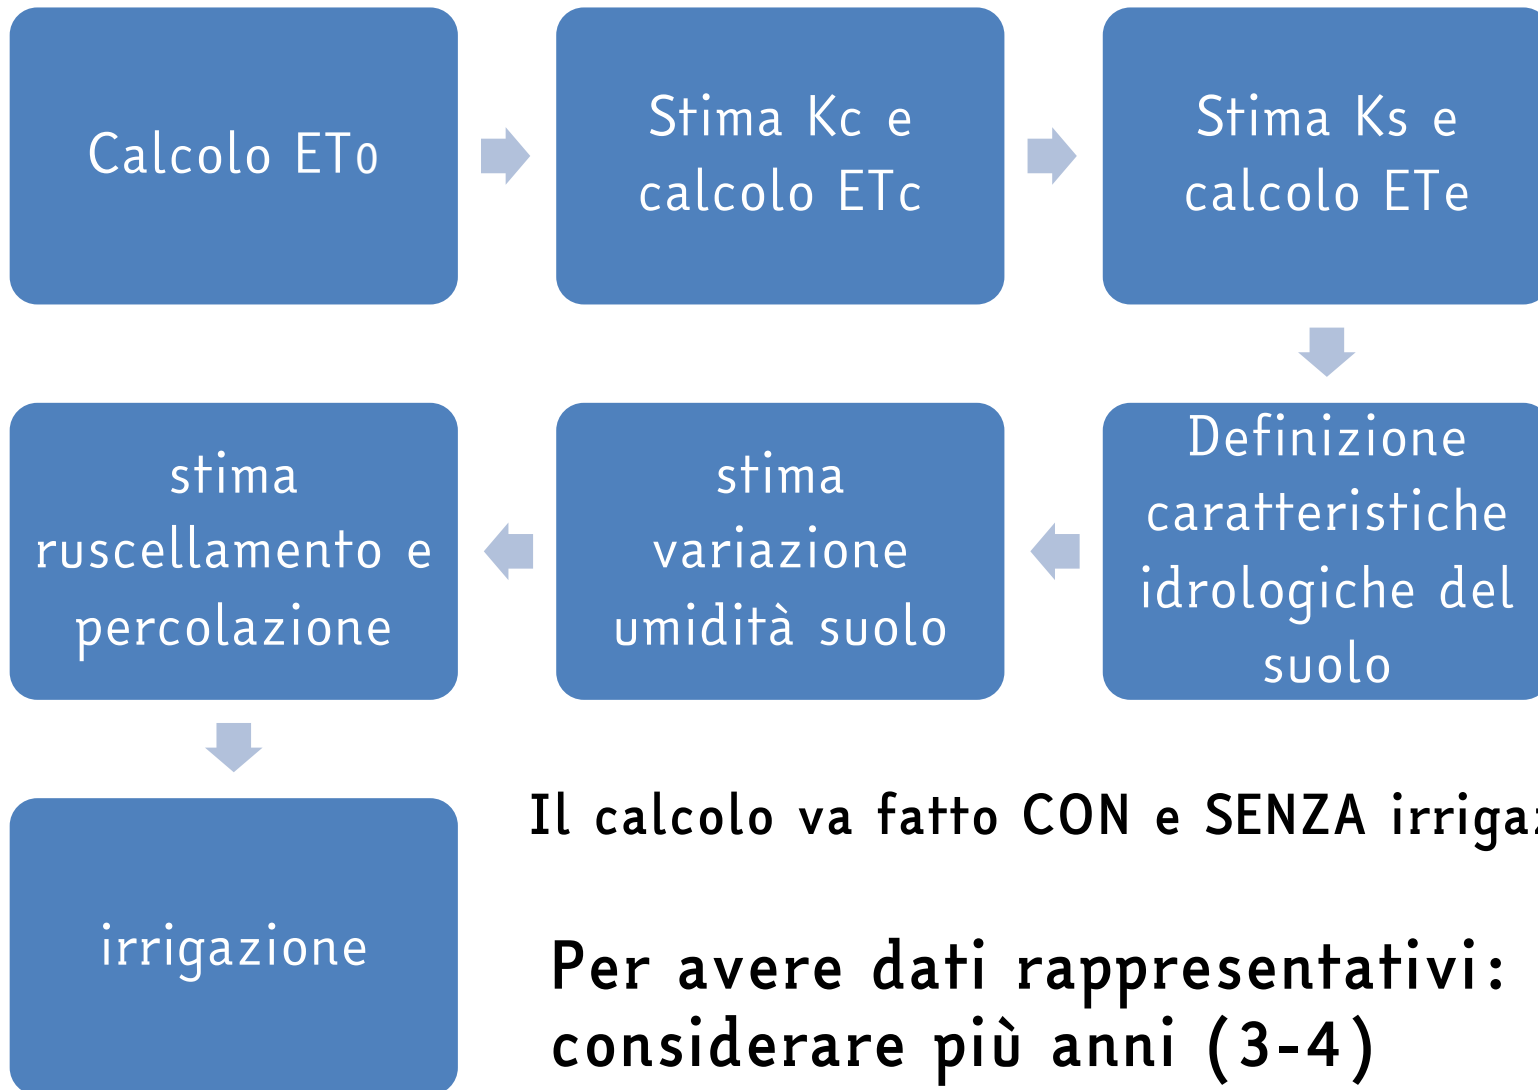 Calcolo ET0
Stima Kc e
calcolo ETc
Stima Ks e
calcolo ETe
Definizione
caratteristiche
idrologiche del
suolo
stima
variazione
umidità suolo
stima
ruscellamento e
percolazione
irrigazione
Il calcolo va fatto CON e SENZA
Per avere dati rappresentativi:
considerare più anni (3-4)